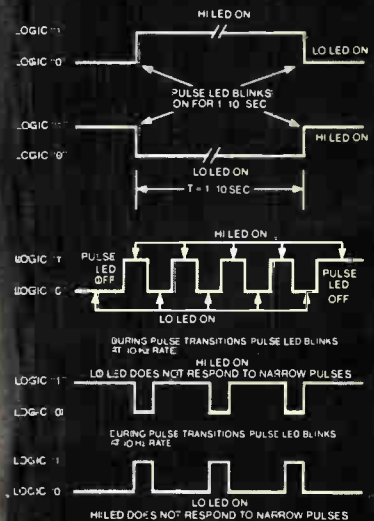 HI LED ON
LOGIC "1"
LO LED ON
LOGIC "0"
PULSE LED BLINKS
ON FOR 1 10 SEC
LOGIC "1"
HI LED ON
LOGIC "0"
LO LED ON
T = 1 10 SEC
HI LED ON
LOGIC "1"
PULSE
LED
OFF
PULSE
LED
OFF
LOGIC 0
LO LED ON
DURING PULSE TRANSITIONS PULSE LED BLINKS
AT 10 Hz RATE
HI LED ON
LOGIC "1"
LO LED DOES NOT RESPOND TO NARROW PULSES
LOGIC 0
DURING PULSE TRANSITIONS PULSE LED BLINKS
AT 10 Hz RATE
LOGIC "1
LOGIC "0
LO LED ON
HI LED DOES NOT RESPOND TO NARROW PULSES